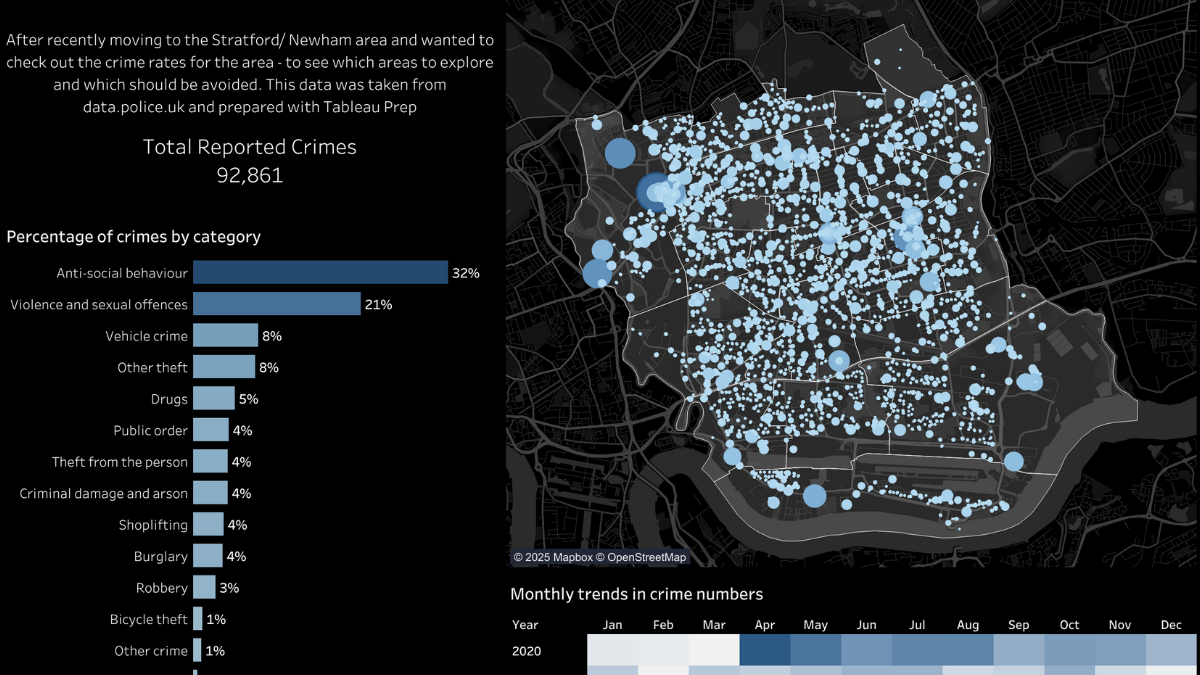 After recently moving to the Stratford/ Newham area and wanted to
check out the crime rates for the area - to see which areas to explore
and which should be avoided. This data was taken from
data.police.uk and prepared with Tableau Prep
Total Reported Crimes
92,861
Percentage of crimes by category
Anti-social behaviour 32%
Violence and sexual offences 21%
Vehicle crime 8%
Other theft 8%
Drugs 5%
Public order 4%
Theft from the person 4%
Criminal damage and arson 4%
Shoplifting 4%
Burglary 4%
Robbery 3%
Bicycle theft 1%
Other crime 1%
© 2025 Mapbox © OpenStreetMap
Monthly trends in crime numbers
Year Jan Feb Mar Apr May Jun Jul Aug Sep Oct Nov Dec
2020